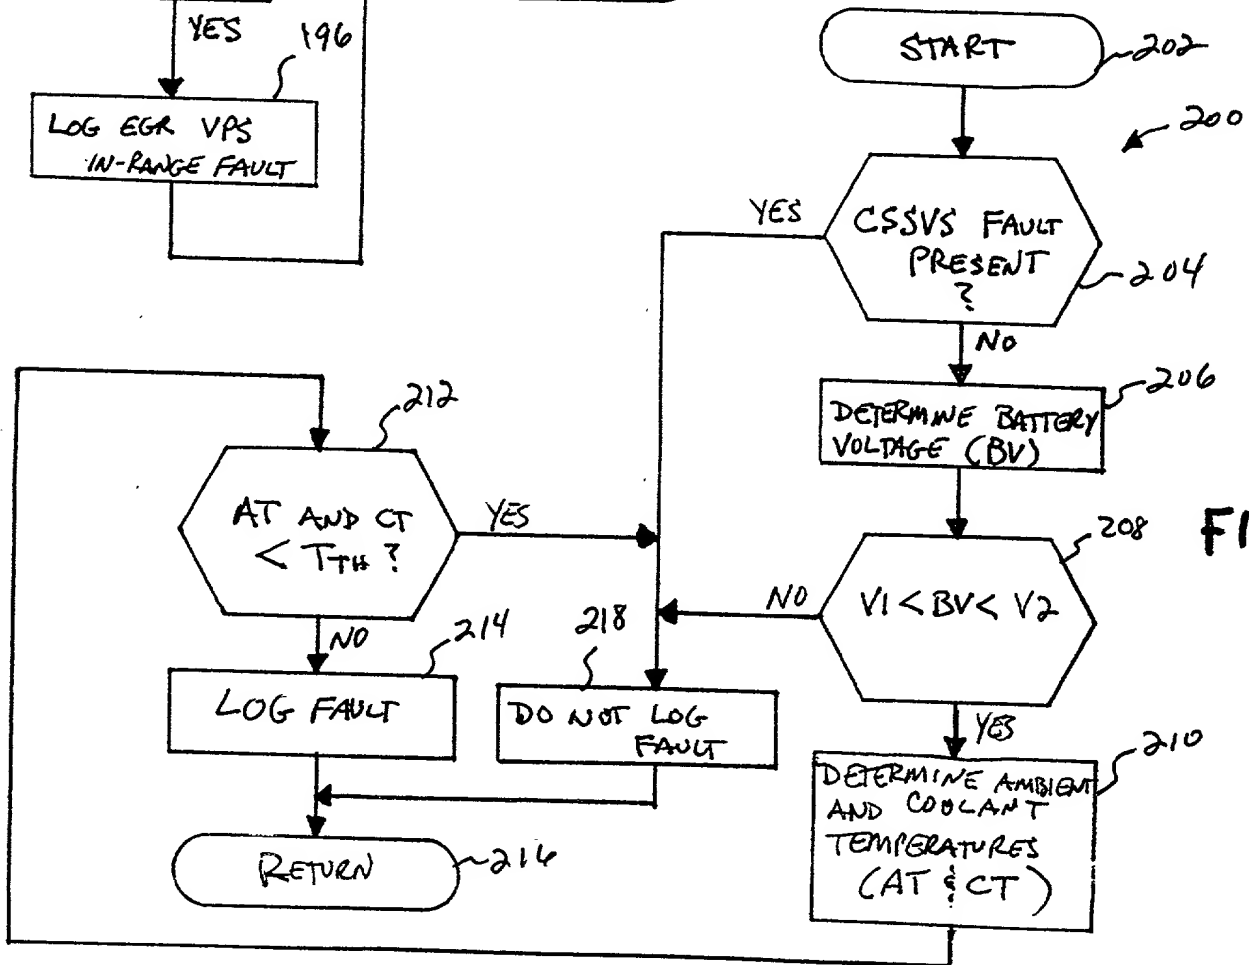 YES
196
LOG EGR VPS
IN-RANGE FAULT
START
202
200
CSSVS FAULT
PRESENT
?
204
YES
NO
206
DETERMINE BATTERY
VOLTAGE (BV)
208
V1 < BV < V2
NO
YES
210
DETERMINE AMBIENT
AND COOLANT
TEMPERATURES
(AT & CT)
212
AT AND CT
< TTH ?
YES
NO
214
LOG FAULT
218
DO NOT LOG
FAULT
RETURN
216
FI